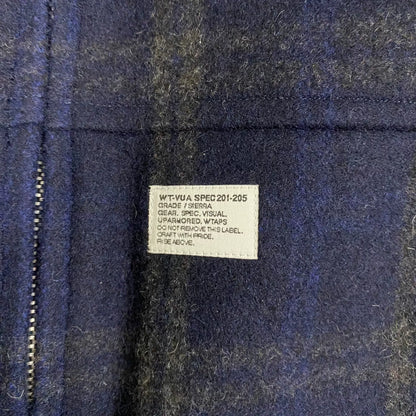 WT-VUA SPEC 201-205
GRADE / SIERRA
GEAR, SPEC, VISUAL,
UPARMORED, WTAPS
DO NOT REMOVE THIS LABEL.
CRAFT WITH PRIDE.
RISE ABOVE.